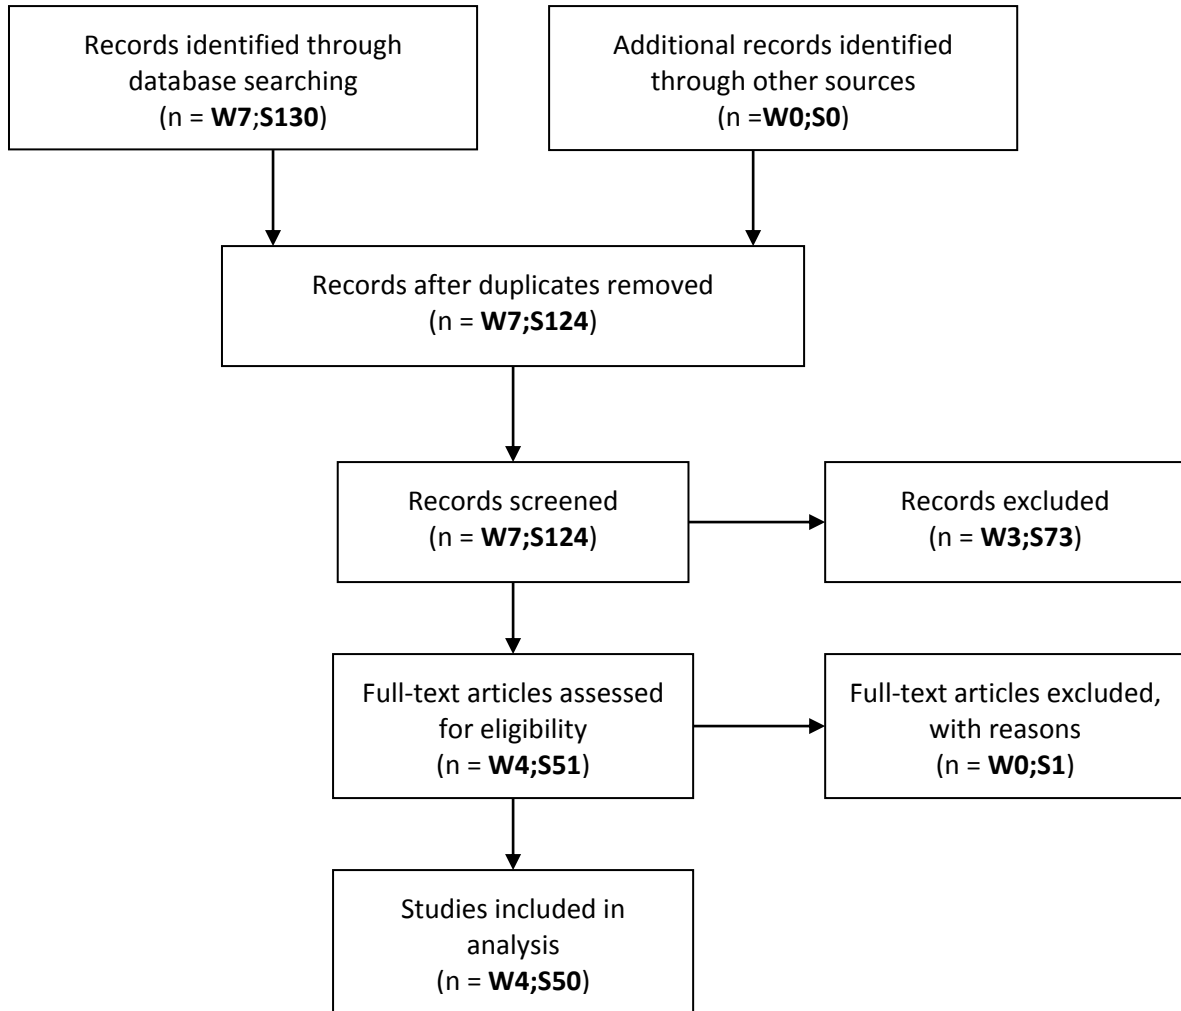 Records identified through
database searching
(n = W7;S130)
Additional records identified
through other sources
(n =W0;S0)
Records after duplicates removed
(n = W7;S124)
Records screened
(n = W7;S124)
Records excluded
(n = W3;S73)
Full-text articles assessed
for eligibility
(n = W4;S51)
Full-text articles excluded,
with reasons
(n = W0;S1)
Studies included in
analysis
(n = W4;S50)